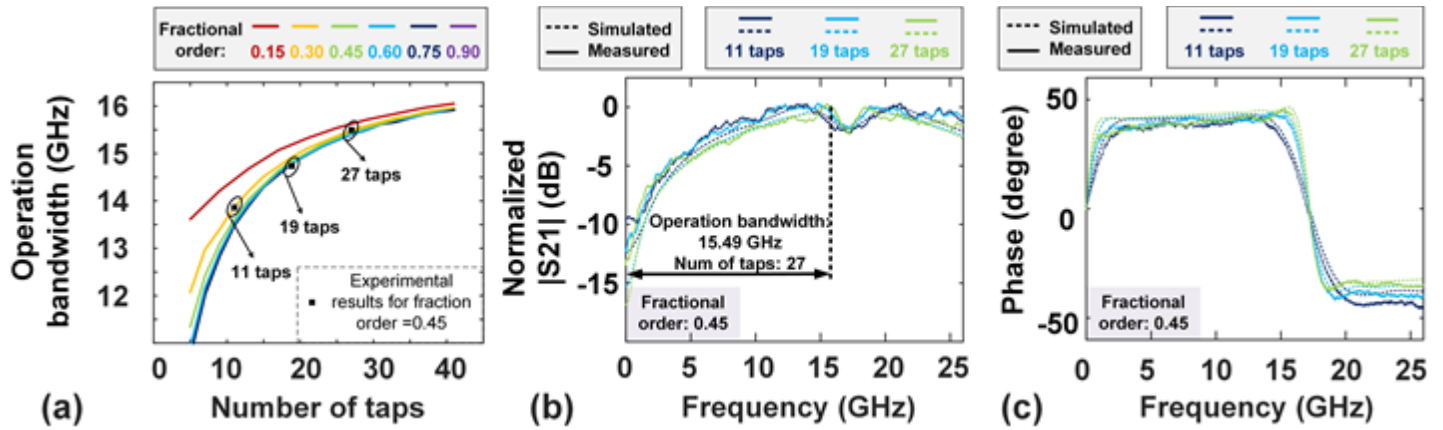 Fractional
order:
0.15 0.30 0.45 0.60 0.75 0.90
Operation
bandwidth (GHz)
16
15
14
13
12
27 taps
19 taps
11 taps
Experimental
results for fraction
order =0.45
0 10 20 30 40
(a)
Number of taps
Simulated
Measured
11 taps 19 taps 27 taps
Normalized
|S21| (dB)
0
-5
-10
-15
Operation bandwidth:
15.49 GHz
Num of taps: 27
Fractional
order: 0.45
0 5 10 15 20 25
(b)
Frequency (GHz)
Simulated
Measured
11 taps 19 taps 27 taps
Phase (degree)
50
0
-50
Fractional
order: 0.45
0 5 10 15 20 25
(c)
Frequency (GHz)